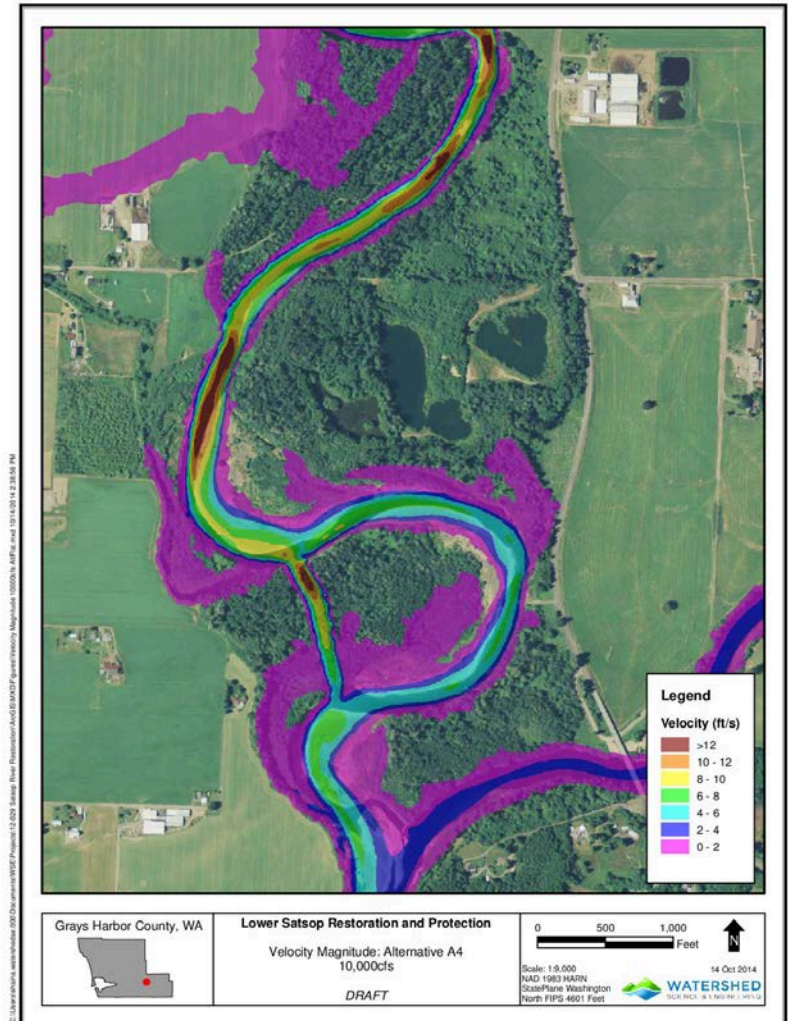 Legend
Velocity (ft/s)
>12
10 - 12
8 - 10
6 - 8
4 - 6
2 - 4
0 - 2
Grays Harbor County, WA
Lower Satsop Restoration and Protection
Velocity Magnitude: Alternative A4
10,000cfs
DRAFT
0 500 1,000
Feet
N
Scale: 1:9,000
NAD 1983 HARN
StatePlane Washington
North FIPS 4601 Feet
14 Oct 2014
WATERSHED
SCIENCE & ENGINEERING